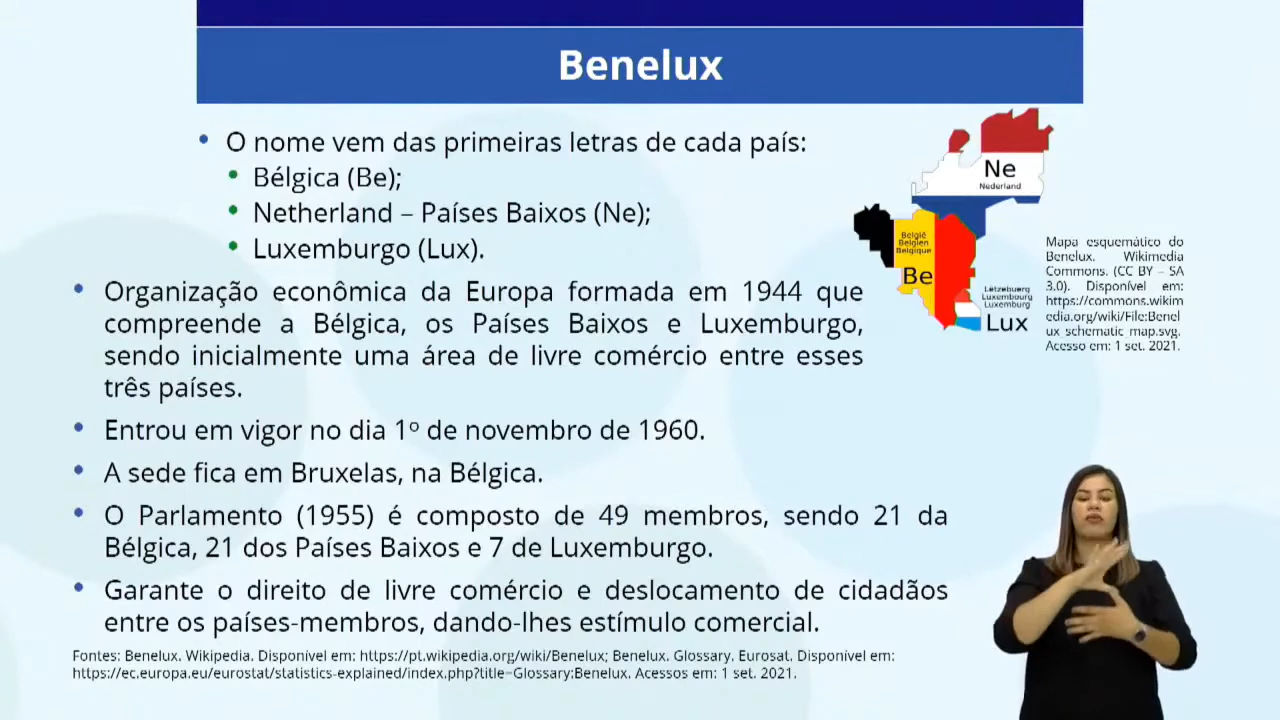 Benelux
• O nome vem das primeiras letras de cada país:
• Bélgica (Be);
• Netherland – Países Baixos (Ne);
• Luxemburgo (Lux).
• Organização econômica da Europa formada em 1944 que
compreende a Bélgica, os Países Baixos e Luxemburgo,
sendo inicialmente uma área de livre comércio entre esses
três países.
• Entrou em vigor no dia 1º de novembro de 1960.
• A sede fica em Bruxelas, na Bélgica.
• O Parlamento (1955) é composto de 49 membros, sendo 21 da
Bélgica, 21 dos Países Baixos e 7 de Luxemburgo.
• Garante o direito de livre comércio e deslocamento de cidadãos
entre os países-membros, dando-lhes estímulo comercial.
Fontes: Benelux. Wikipedia. Disponível em: https://pt.wikipedia.org/wiki/Benelux; Benelux. Glossary. Eurosat. Disponível em:
https://ec.europa.eu/eurostat/statistics-explained/index.php?title=Glossary:Benelux. Acessos em: 1 set. 2021.
Ne
Nederland
België
Belgien
Belgique
Be
Lëtzebuerg
Luxembourg
Luxemburg
Lux
Mapa esquemático do
Benelux. Wikimedia
Commons. (CC BY – SA
3.0). Disponível em:
https://commons.wikim
edia.org/wiki/File:Benel
ux_schematic_map.svg.
Acesso em: 1 set. 2021.